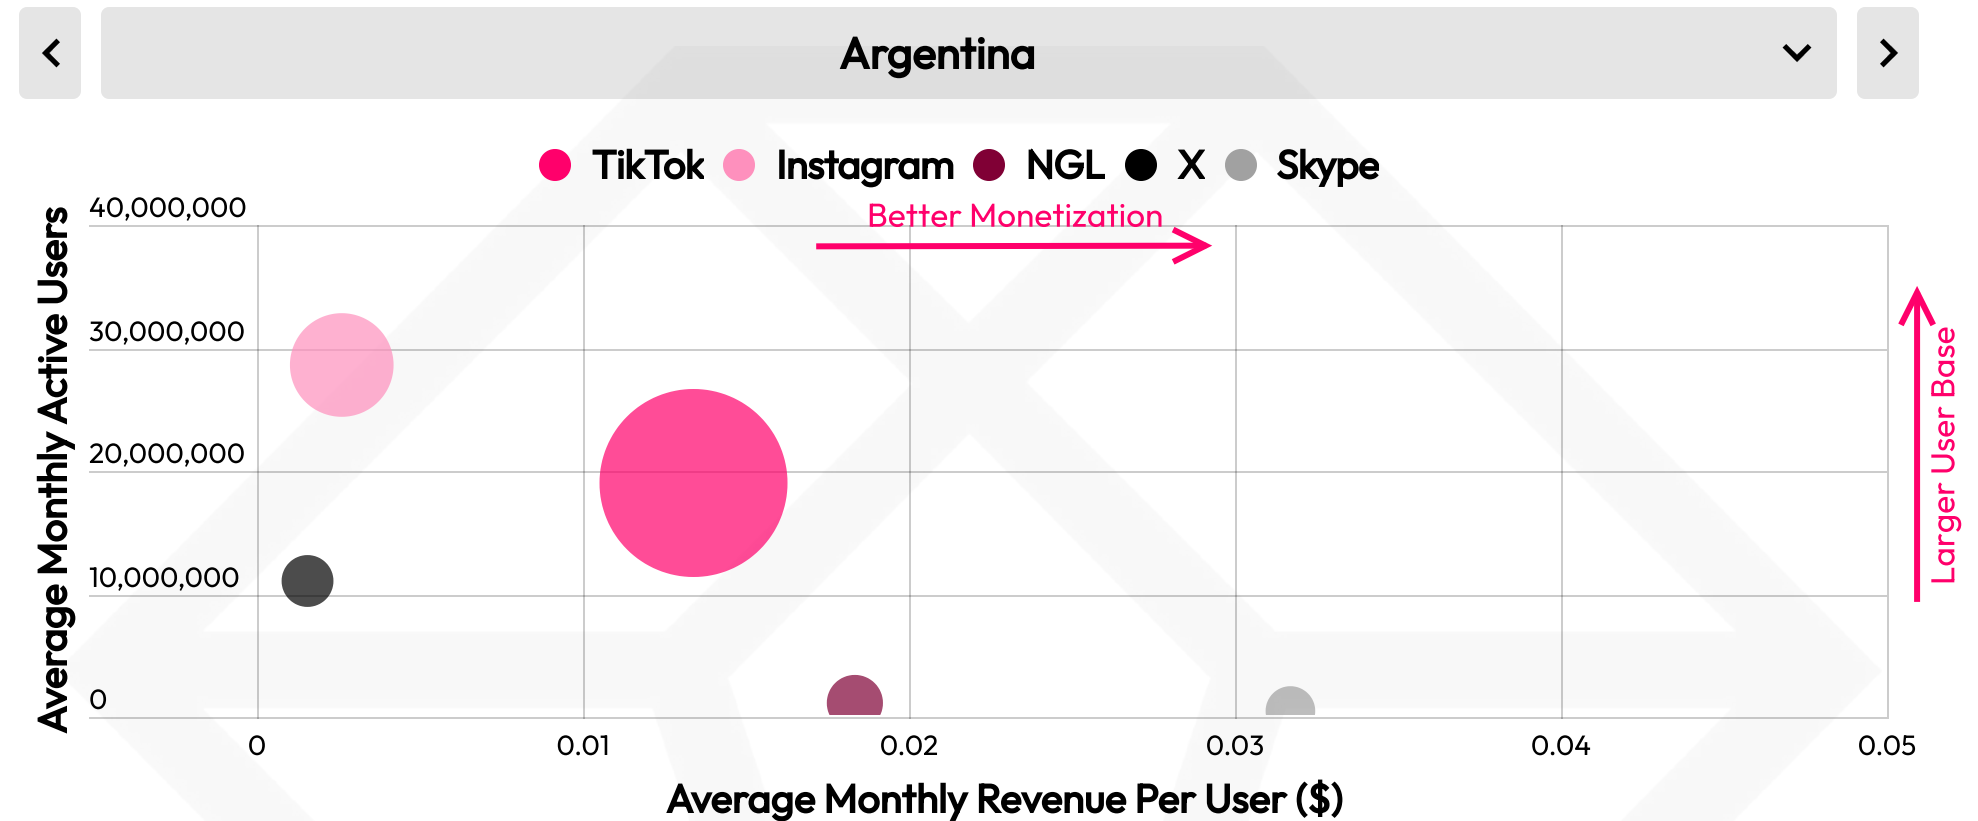 Argentina
TikTok Instagram NGL X Skype
Better Monetization
Average Monthly Active Users
40,000,000
30,000,000
20,000,000
10,000,000
0
Larger User Base
0 0.01 0.02 0.03 0.04 0.05
Average Monthly Revenue Per User ($)